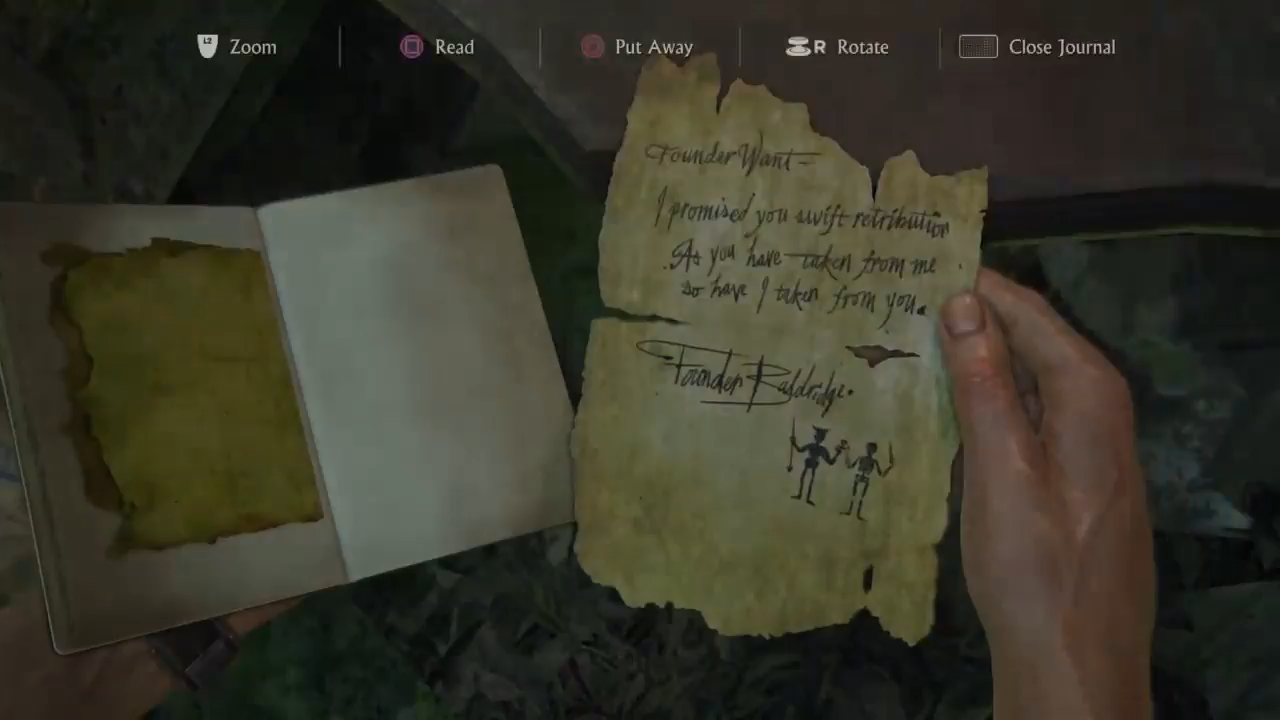 L2 Zoom
Read
Put Away
R Rotate
Close Journal
Founder Want-
I promised you swift retribution
As you have taken from me
so have I taken from you.
Founder Baldridge.